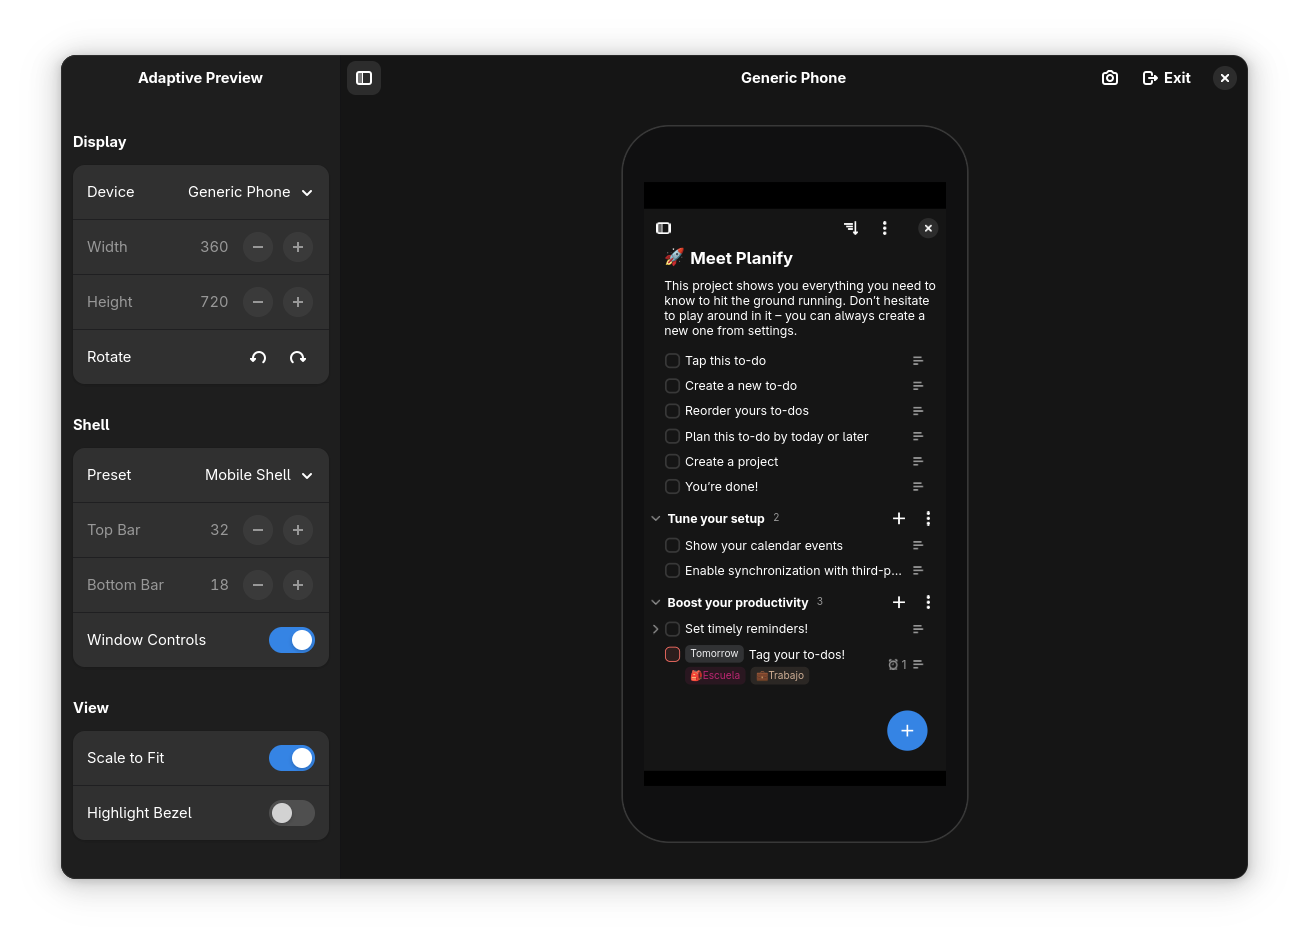 Adaptive Preview
Generic Phone
Exit
Display
Device Generic Phone
Width 360
Height 720
Rotate
Shell
Preset Mobile Shell
Top Bar 32
Bottom Bar 18
Window Controls
View
Scale to Fit
Highlight Bezel
🚀 Meet Planify
This project shows you everything you need to
know to hit the ground running. Don’t hesitate
to play around in it – you can always create a
new one from settings.
Tap this to-do
Create a new to-do
Reorder yours to-dos
Plan this to-do by today or later
Create a project
You’re done!
Tune your setup 2
Show your calendar events
Enable synchronization with third-p...
Boost your productivity 3
Set timely reminders!
Tomorrow Tag your to-dos!
1
🎒Escuela 💼Trabajo